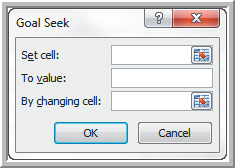 Goal Seek
Set cell:
To value:
By changing cell:
OK
Cancel